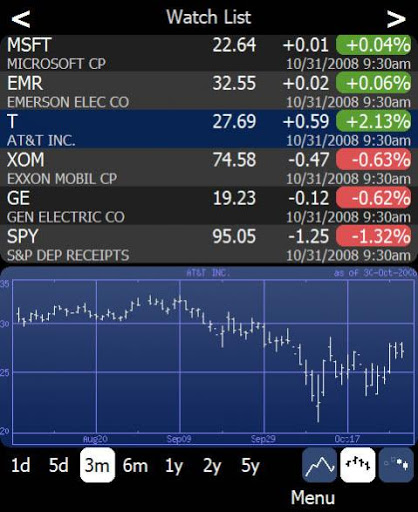 < Watch List >
MSFT 22.64 +0.01 +0.04%
MICROSOFT CP 10/31/2008 9:30am
EMR 32.55 +0.02 +0.06%
EMERSON ELEC CO 10/31/2008 9:30am
T 27.69 +0.59 +2.13%
AT&T INC. 10/31/2008 9:30am
XOM 74.58 -0.47 -0.63%
EXXON MOBIL CP 10/31/2008 9:30am
GE 19.23 -0.12 -0.62%
GEN ELECTRIC CO 10/31/2008 9:30am
SPY 95.05 -1.25 -1.32%
S&P DEP RECEIPTS 10/31/2008 9:30am
AT&T INC. as of 30-Oct-200
35
30
25
20
Aug20 Sep09 Sep29 Oc:17
1d 5d 3m 6m 1y 2y 5y
Menu